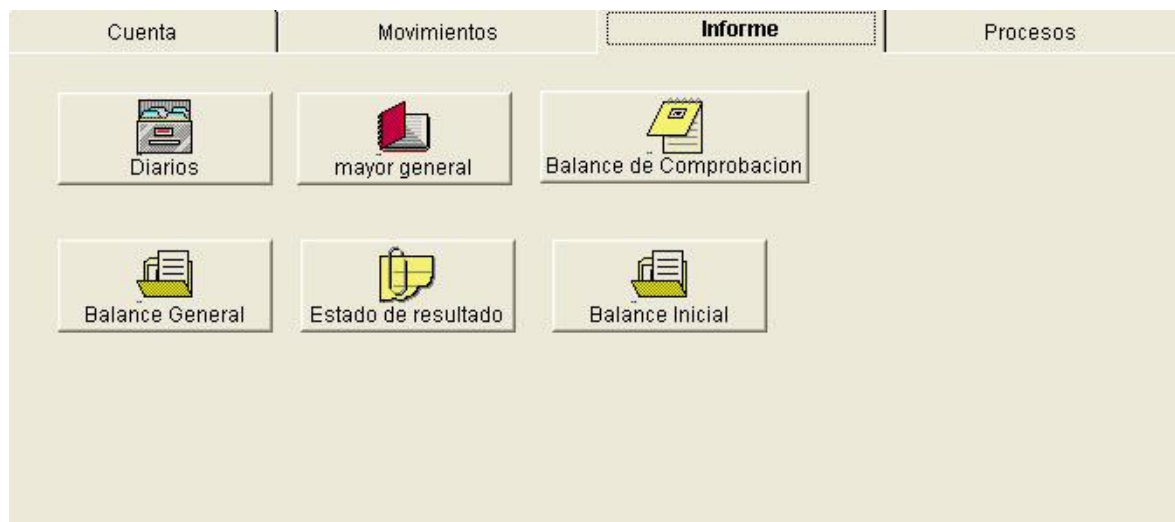 Cuenta
Movimientos
Informe
Procesos
Diarios
mayor general
Balance de Comprobacion
Balance General
Estado de resultado
Balance Inicial